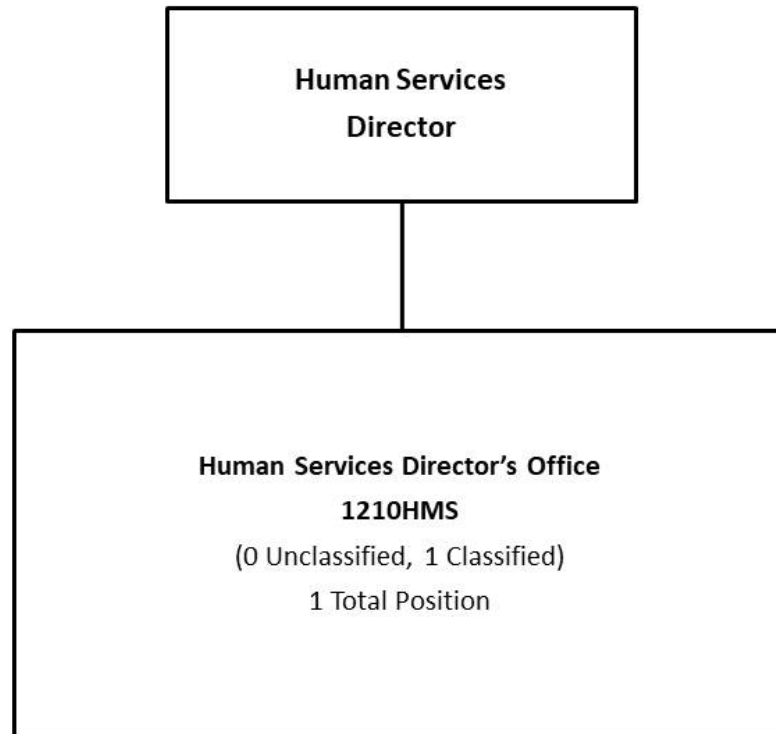 Human Services
Director
Human Services Director’s Office
1210HMS
(0 Unclassified, 1 Classified)
1 Total Position